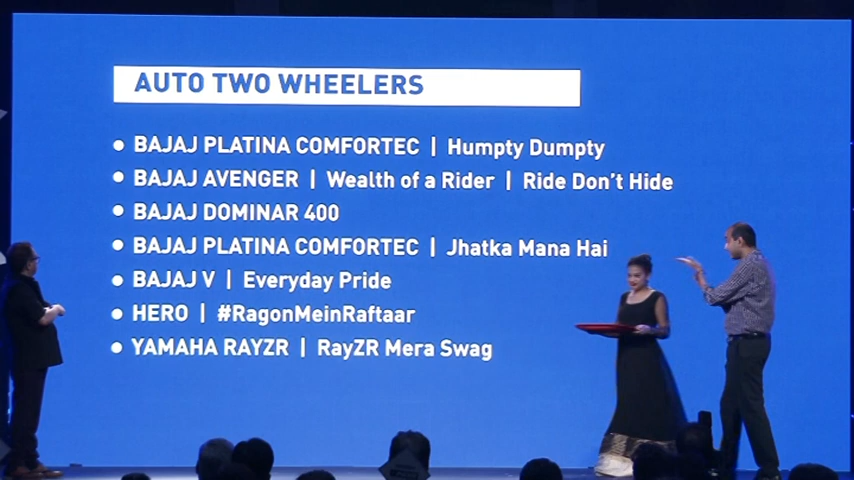 AUTO TWO WHEELERS
• BAJAJ PLATINA COMFORTEC | Humpty Dumpty
• BAJAJ AVENGER | Wealth of a Rider | Ride Don't Hide
• BAJAJ DOMINAR 400
• BAJAJ PLATINA COMFORTEC | Jhatka Mana Hai
• BAJAJ V | Everyday Pride
• HERO | #RagonMeinRaftaar
• YAMAHA RAYZR | RayZR Mera Swag